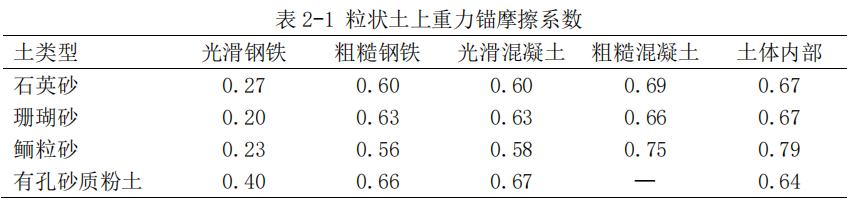 表 2-1 粒状土上重力锚摩擦系数
土类型 光滑钢铁 粗糙钢铁 光滑混凝土 粗糙混凝土 土体内部
石英砂 0.27 0.60 0.60 0.69 0.67
珊瑚砂 0.20 0.63 0.63 0.66 0.67
鲕粒砂 0.23 0.56 0.58 0.75 0.79
有孔砂质粉土 0.40 0.66 0.67 — 0.64